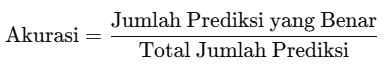 Akurasi = Jumlah Prediksi yang Benar
Total Jumlah Prediksi